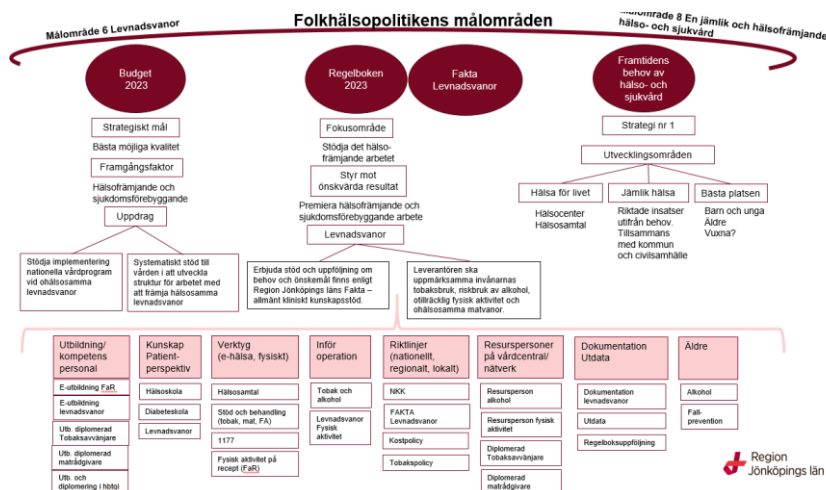 Folkhälsopolitikens målområden
Målområde 6 Levnadsvanor
Målområde 8 En jämlik och hälsofrämjande
hälso- och sjukvård
Budget
2023
Strategiskt mål
Bästa möjliga kvalitet
Framgångsfaktor
Hälsofrämjande och
sjukdomsförebyggande
Uppdrag
Stödja implementering
nationella vårdprogram
vid ohälsosamma
levnadsvanor
Systematiskt stöd till
vården i att utveckla
struktur för arbetet med
att främja hälsosamma
levnadsvanor
Regelboken
2023
Fakta
Levnadsvanor
Fokusområde
Stödja det hälso-
främjande arbetet
Styr mot
önskvärda resultat
Premiera hälsofrämjande och
sjukdomsförebyggande arbete
Levnadsvanor
Erbjuda stöd och uppföljning om
behov och önskemål finns enligt
Region Jönköpings läns Fakta –
allmänt kliniskt kunskapsstöd.
Leverantören ska
uppmärksamma invånarnas
tobaksbruk, riskbruk av alkohol,
otillräcklig fysisk aktivitet och
ohälsosamma matvanor.
Framtidens
behov av
hälso- och
sjukvård
Strategi nr 1
Utvecklingsområden
Hälsa för livet
Hälsocenter
Hälsosamtal
Jämlik hälsa
Riktade insatser
utifrån behov.
Tillsammans
med kommun
och civilsamhälle
Bästa platsen
Barn och unga
Äldre
Vuxna?
Utbildning/
kompetens
personal
E-utbildning FaR
E-utbildning
levnadsvanor
Utb. diplomerad
Tobaksavvänjare
Utb. diplomerad
matrådgivare
Utb. och
diplomering i hbtqi
Kunskap
Patient-
perspektiv
Hälsoskola
Diabeteskola
Levnadsvanor
Verktyg
(e-hälsa, fysiskt)
Hälsosamtal
Stöd och behandling
(tobak, mat, FA)
1177
Fysisk aktivitet på
recept (FaR)
Inför
operation
Tobak och
alkohol
Levnadsvanor
Fysisk
aktivitet
Riktlinjer
(nationellt,
regionalt, lokalt)
NKK
FAKTA
Levnadsvanor
Kostpolicy
Tobakspolicy
Resurspersoner
på vårdcentral/
nätverk
Resursperson
alkohol
Resursperson fysisk
aktivitet
Diplomerad
Tobaksavvänjare
Diplomerad
matrådgivare
Dokumentation
Utdata
Dokumentation
levnadsvanor
Utdata
Regelboksuppföljning
Äldre
Alkohol
Fall-
prevention
Region
Jönköpings län